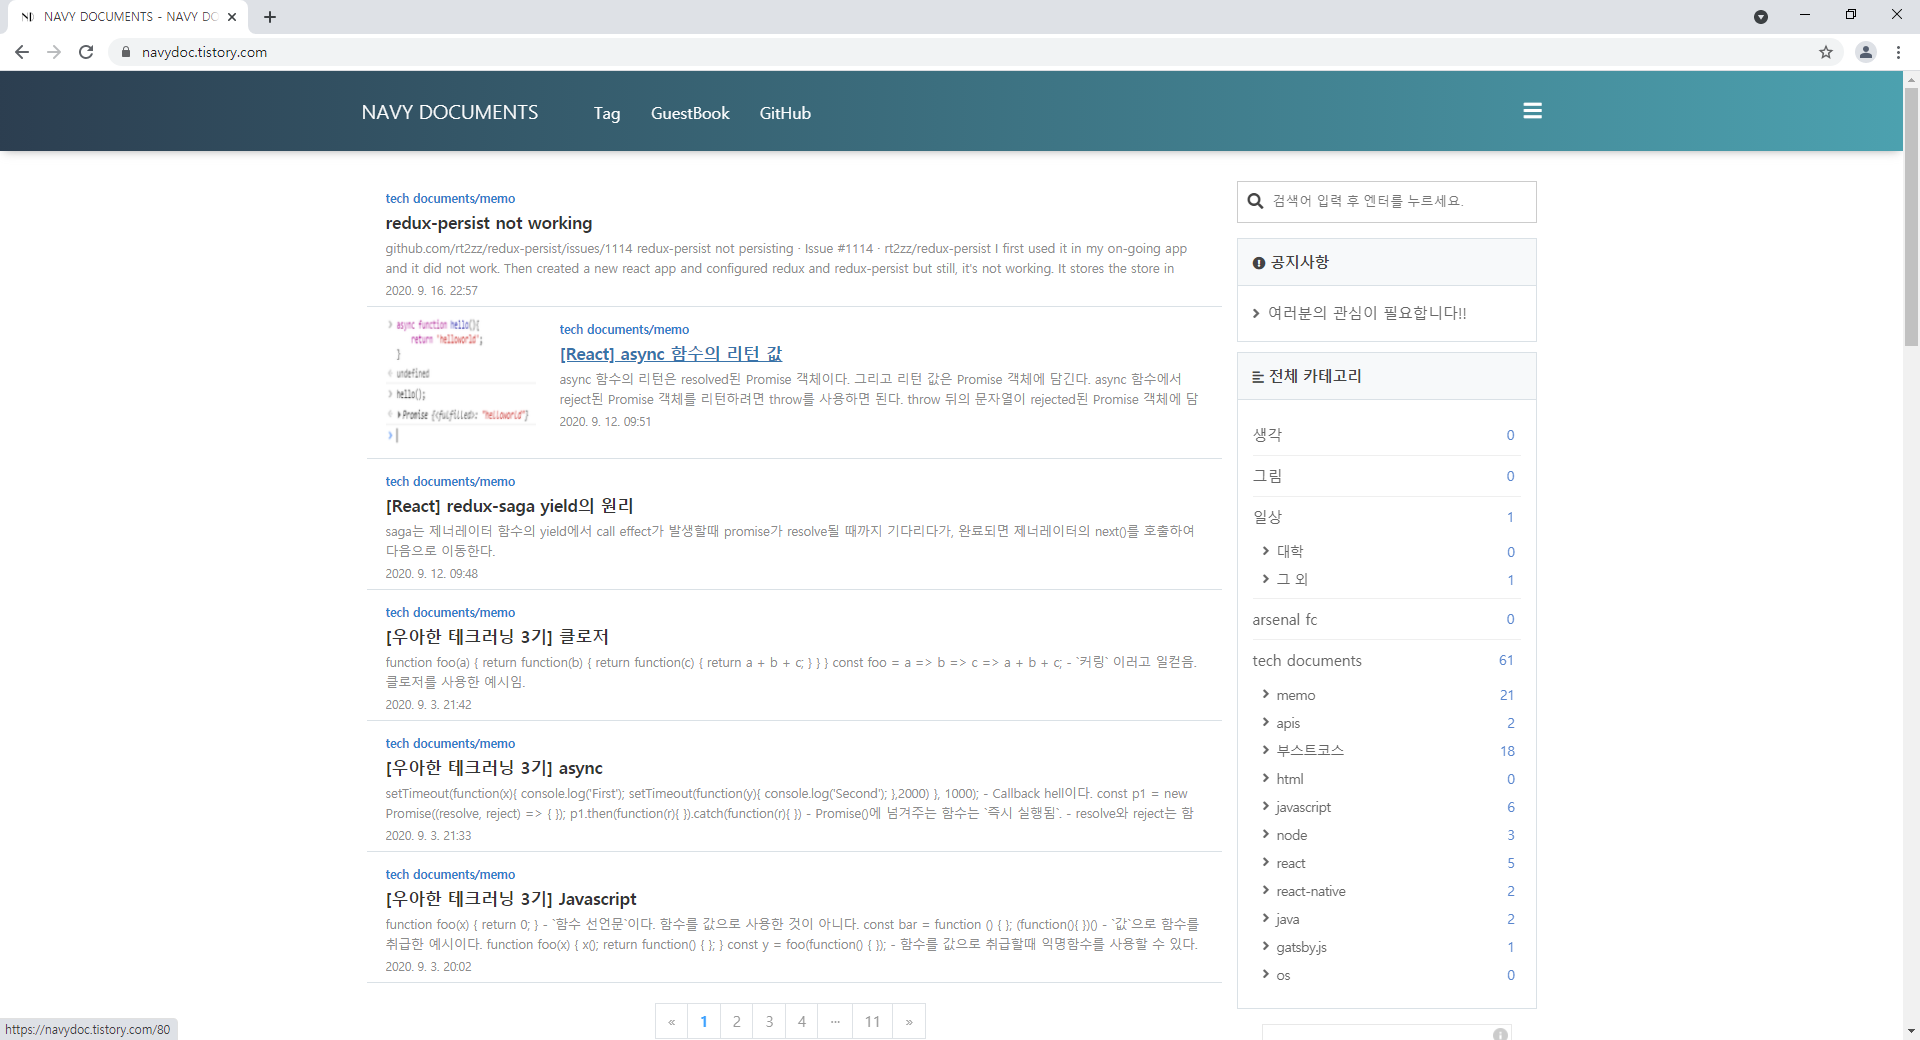 NAVY DOCUMENTS - NAVY DO
navydoc.tistory.com
NAVY DOCUMENTS
Tag
GuestBook
GitHub
tech documents/memo
redux-persist not working
github.com/rt2zz/redux-persist/issues/1114 redux-persist not persisting · Issue #1114 · rt2zz/redux-persist I first used it in my on-going app
and it did not work. Then created a new react app and configured redux and redux-persist but still, it's not working. It stores the store in
2020. 9. 16. 22:57
async function hello(){
return 'helloworld';
}
undefined
hello();
Promise {<fulfilled>: "helloworld"}
tech documents/memo
[React] async 함수의 리턴 값
async 함수의 리턴은 resolved된 Promise 객체이다. 그리고 리턴 값은 Promise 객체에 담긴다. async 함수에서
reject된 Promise 객체를 리턴하려면 throw를 사용하면 된다. throw 뒤의 문자열이 rejected된 Promise 객체에 담
2020. 9. 12. 09:51
tech documents/memo
[React] redux-saga yield의 원리
saga는 제너레이터 함수의 yield에서 call effect가 발생할때 promise가 resolve될 때까지 기다리다가, 완료되면 제너레이터의 next()를 호출하여
다음으로 이동한다.
2020. 9. 12. 09:48
tech documents/memo
[우아한 테크러닝 3기] 클로저
function foo(a) { return function(b) { return function(c) { return a + b + c; } } } const foo = a => b => c => a + b + c; - `커링` 이러고 일컫음.
클로저를 사용한 예시임.
2020. 9. 3. 21:42
tech documents/memo
[우아한 테크러닝 3기] async
setTimeout(function(x){ console.log('First'); setTimeout(function(y){ console.log('Second'); },2000) }, 1000); - Callback hell이다. const p1 = new
Promise((resolve, reject) => { }); p1.then(function(r){ }).catch(function(r){ }) - Promise()에 넘겨주는 함수는 `즉시 실행됨`. - resolve와 reject는 함
2020. 9. 3. 21:33
tech documents/memo
[우아한 테크러닝 3기] Javascript
function foo(x) { return 0; } - `함수 선언문`이다. 함수를 값으로 사용한 것이 아니다. const bar = function () { }; (function(){ })() - `값`으로 함수를
취급한 예시이다. function foo(x) { x(); return function() { }; } const y = foo(function() { }); - 함수를 값으로 취급할때 익명함수를 사용할 수 있다.
2020. 9. 3. 20:02
« 1 2 3 4 ··· 11 »
검색어 입력 후 엔터를 누르세요.
공지사항
여러분의 관심이 필요합니다!!
전체 카테고리
생각 0
그림 0
일상 1
대학 0
그 외 1
arsenal fc 0
tech documents 61
memo 21
apis 2
부스트코스 18
html 0
javascript 6
node 3
react 5
react-native 2
java 2
gatsby.js 1
os 0
https://navydoc.tistory.com/80